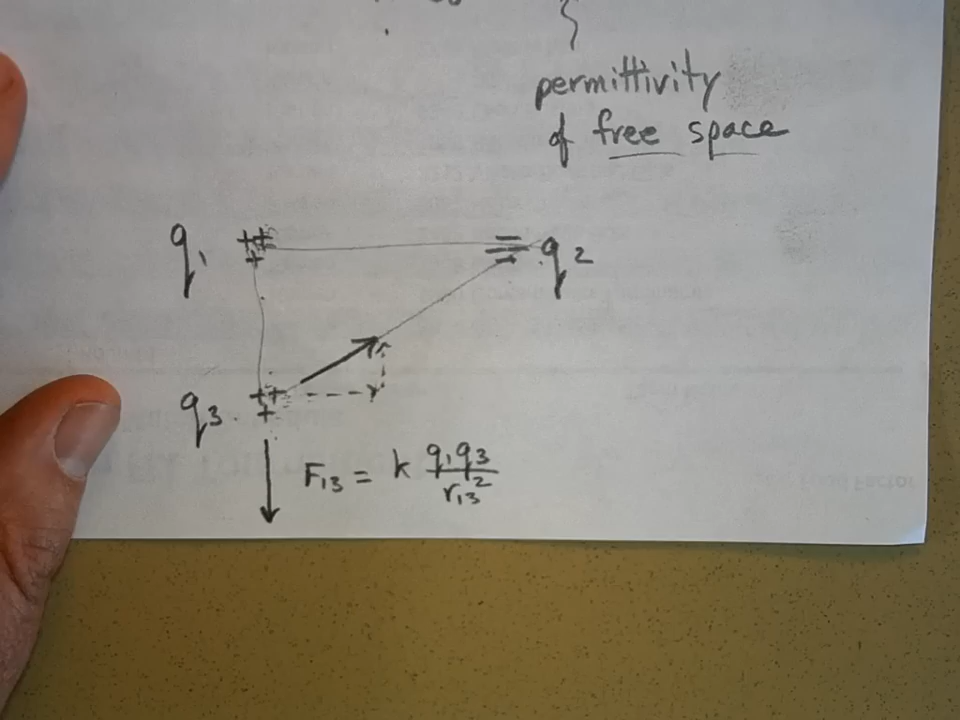 permittivity
of free space
q₁ ++ + = - q₂
q₃ ++ +
F₁₃ = k q₁q₃ / r₁₃²